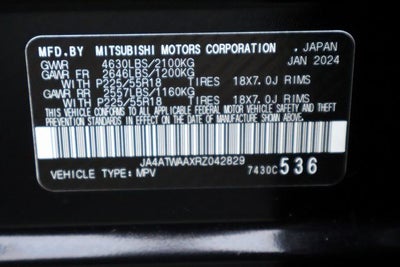 MFD.BY MITSUBISHI MOTORS CORPORATION , JAPAN
GVWR 4630LBS/2100KG JAN 2024
GAWR FR 2646LBS/1200KG
W/TH P225/55R18 TIRES 18X7.0J RIMS
GAWR RR 2557LBS/1160KG
WITH P225/55R18 TIRES 18X7.0J RIMS
THIS VEHICLE CONFORMS TO ALL APPLICABLE FEDERAL
MOTOR VEHICLE SAFETY, BUMPER, AND THEFT PREVENTION
STANDARDS IN EFFECT ON THE DATE OF MANUFACTURE
SHOWN ABOVE.
JA4ATWAAXRZ042829 7430C 536
VEHICLE TYPE: MPV